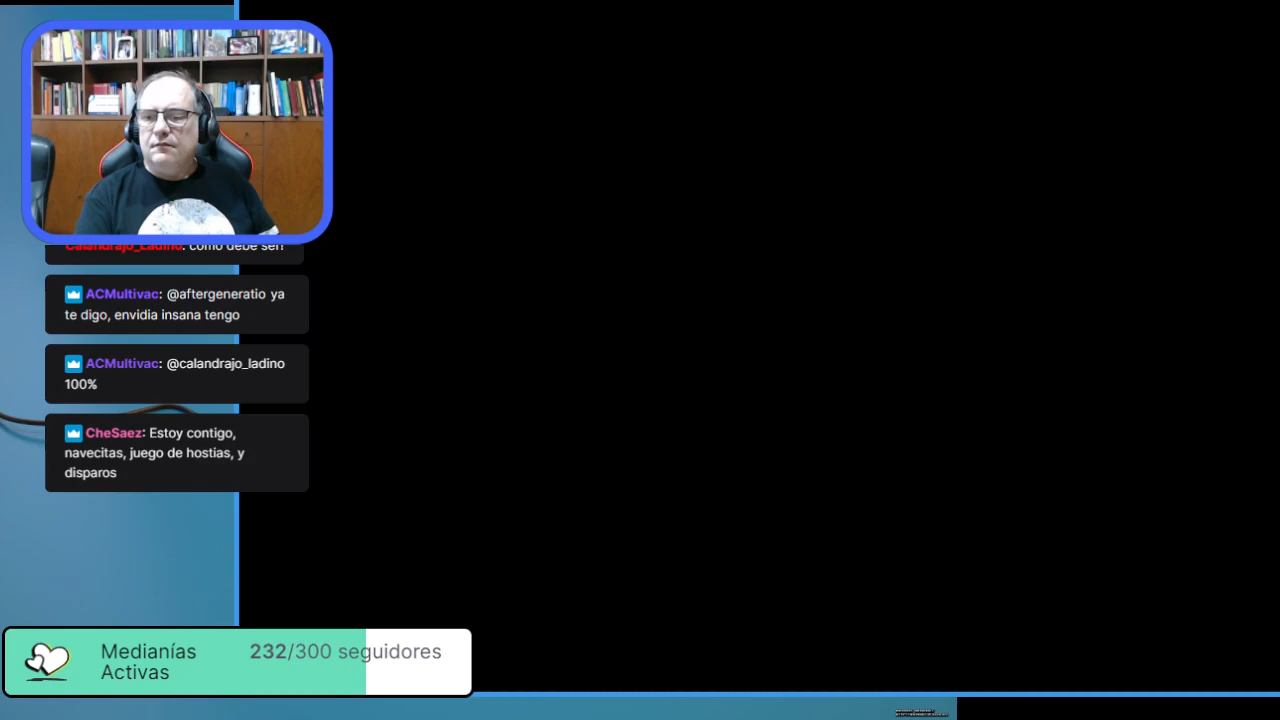 Calandrajo_Ladino: como debe ser!
ACMultivac: @aftergeneratio ya
te digo, envidia insana tengo
ACMultivac: @calandrajo_ladino
100%
CheSaez: Estoy contigo,
navecitas, juego de hostias, y
disparos
Medianías
Activas
232/300 seguidores